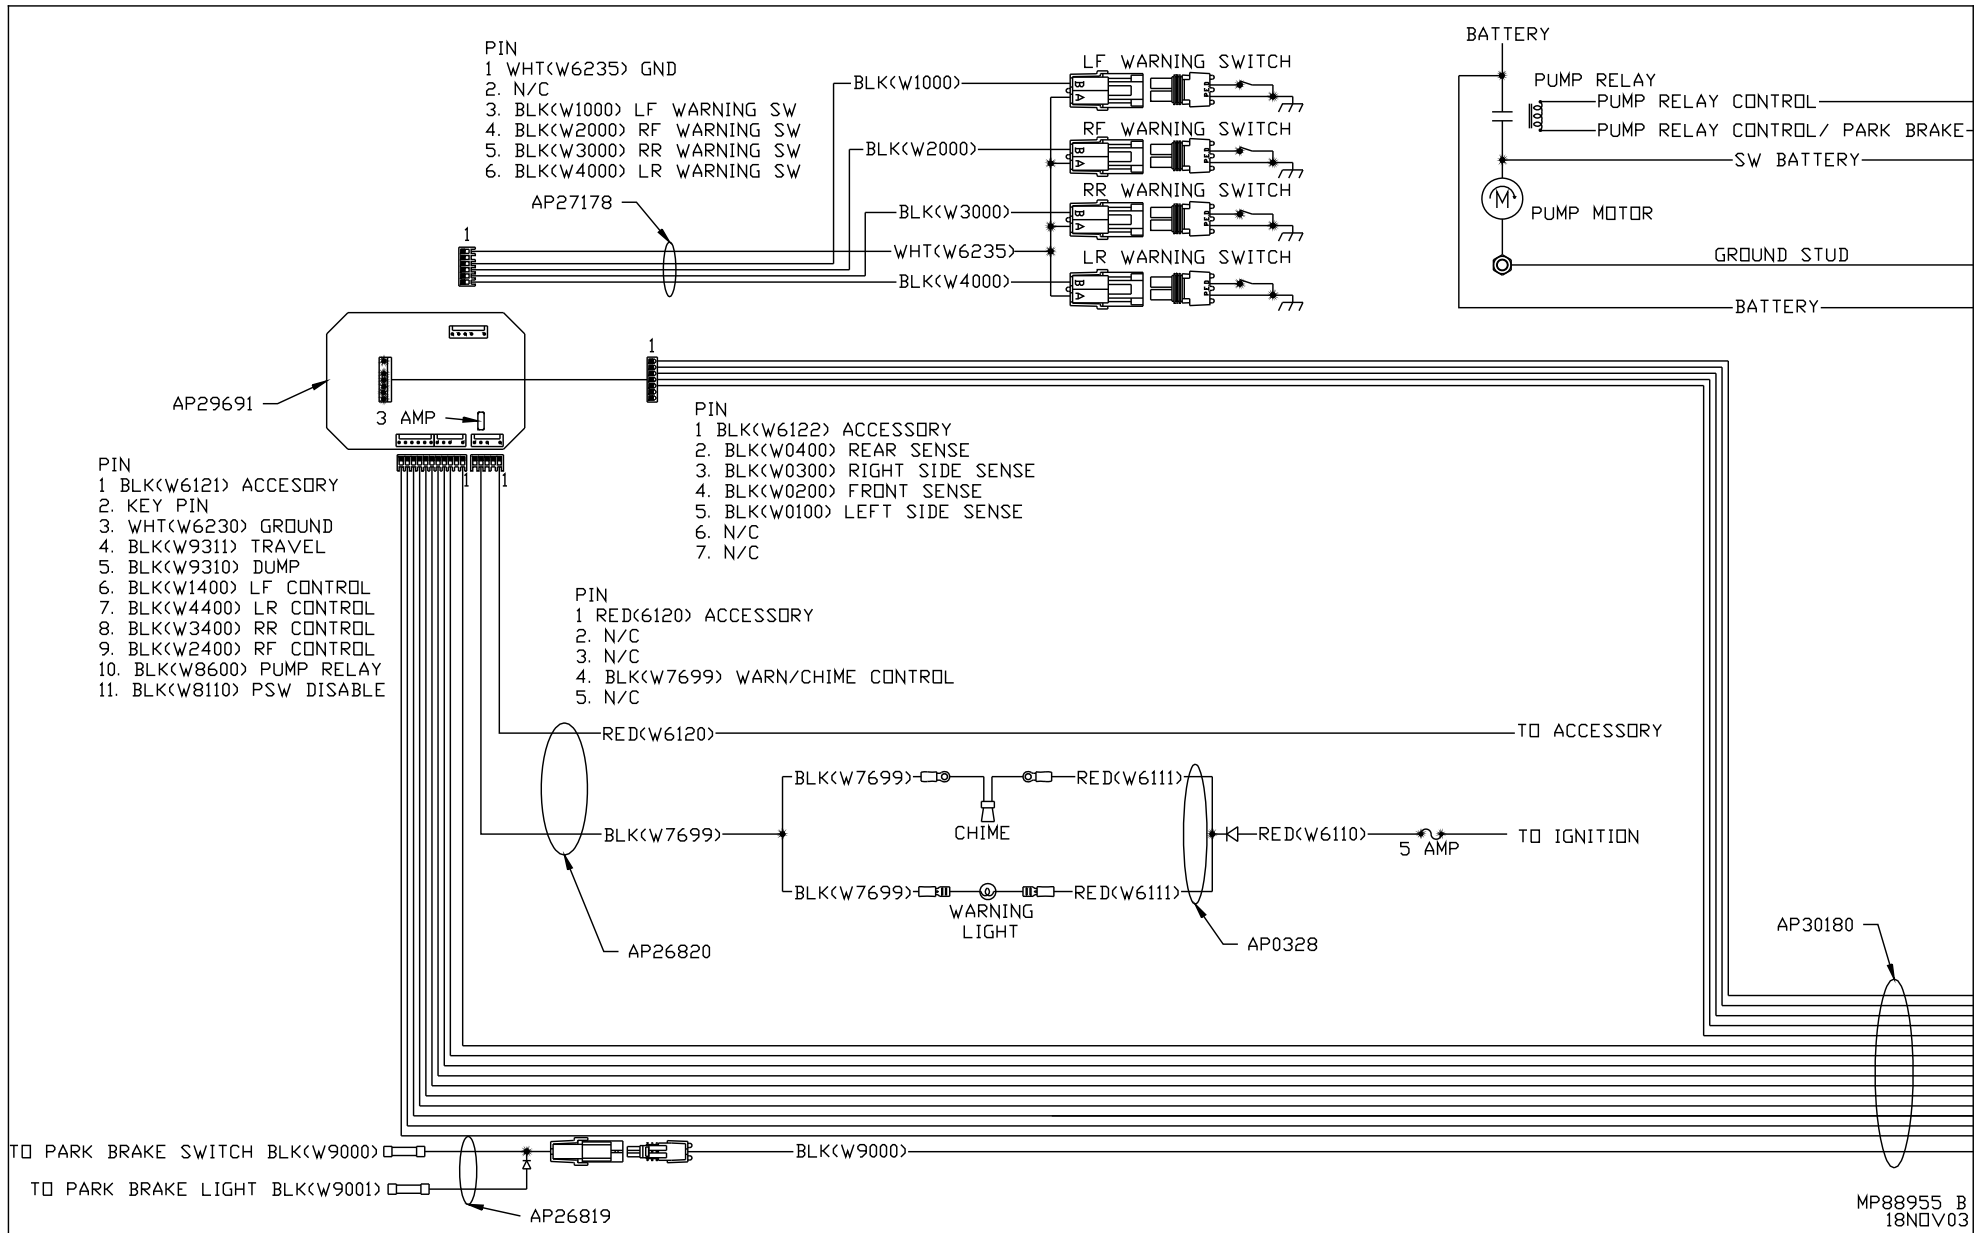 PIN
1 WHT(W6235) GND
2. N/C
3. BLK(W1000) LF WARNING SW
4. BLK(W2000) RF WARNING SW
5. BLK(W3000) RR WARNING SW
6. BLK(W4000) LR WARNING SW
AP27178
1
BLK(W1000)
BLK(W2000)
BLK(W3000)
WHT(W6235)
BLK(W4000)
LF WARNING SWITCH
B
A
RF WARNING SWITCH
B
A
RR WARNING SWITCH
B
A
LR WARNING SWITCH
B
A
BATTERY
PUMP RELAY
PUMP RELAY CONTROL
PUMP RELAY CONTROL/ PARK BRAKE
SW BATTERY
M
PUMP MOTOR
GROUND STUD
BATTERY
AP29691
3 AMP
1
1
1
PIN
1 BLK(W6122) ACCESSORY
2. BLK(W0400) REAR SENSE
3. BLK(W0300) RIGHT SIDE SENSE
4. BLK(W0200) FRONT SENSE
5. BLK(W0100) LEFT SIDE SENSE
6. N/C
7. N/C
PIN
1 BLK(W6121) ACCESORY
2. KEY PIN
3. WHT(W6230) GROUND
4. BLK(W9311) TRAVEL
5. BLK(W9310) DUMP
6. BLK(W1400) LF CONTROL
7. BLK(W4400) LR CONTROL
8. BLK(W3400) RR CONTROL
9. BLK(W2400) RF CONTROL
10. BLK(W8600) PUMP RELAY
11. BLK(W8110) PSW DISABLE
PIN
1 RED(6120) ACCESSORY
2. N/C
3. N/C
4. BLK(W7699) WARN/CHIME CONTROL
5. N/C
RED(W6120)
TO ACCESSORY
BLK(W7699)
RED(W6111)
CHIME
BLK(W7699)
RED(W6110)
5 AMP
TO IGNITION
BLK(W7699)
RED(W6111)
WARNING
LIGHT
AP26820
AP0328
AP30180
TO PARK BRAKE SWITCH BLK(W9000)
BLK(W9000)
TO PARK BRAKE LIGHT BLK(W9001)
AP26819
MP88955 B
18NOV03